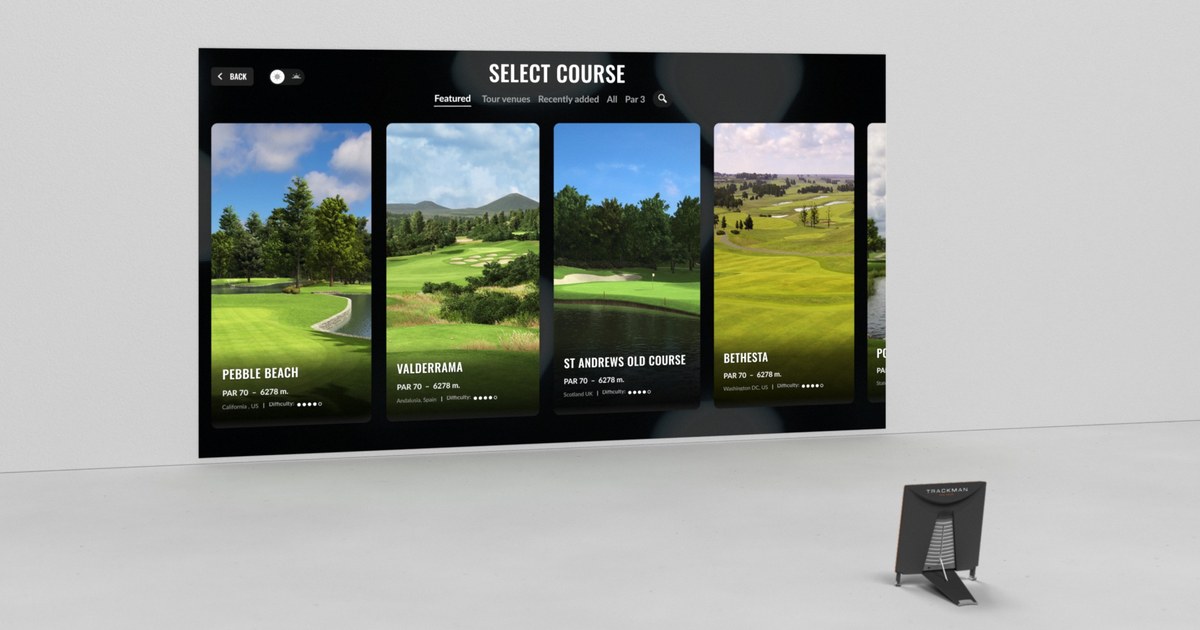 BACK
SELECT COURSE
Featured Tour venues Recently added All Par 3
PEBBLE BEACH
PAR 70 – 6278 m.
California , US | Difficulty:
VALDERRAMA
PAR 70 – 6278 m.
Andalusia, Spain | Difficulty:
ST ANDREWS OLD COURSE
PAR 70 – 6278 m.
Scotland UK | Difficulty:
BETHESTA
PAR 70 – 6278 m.
Washington DC, US | Difficulty:
TRACKMAN